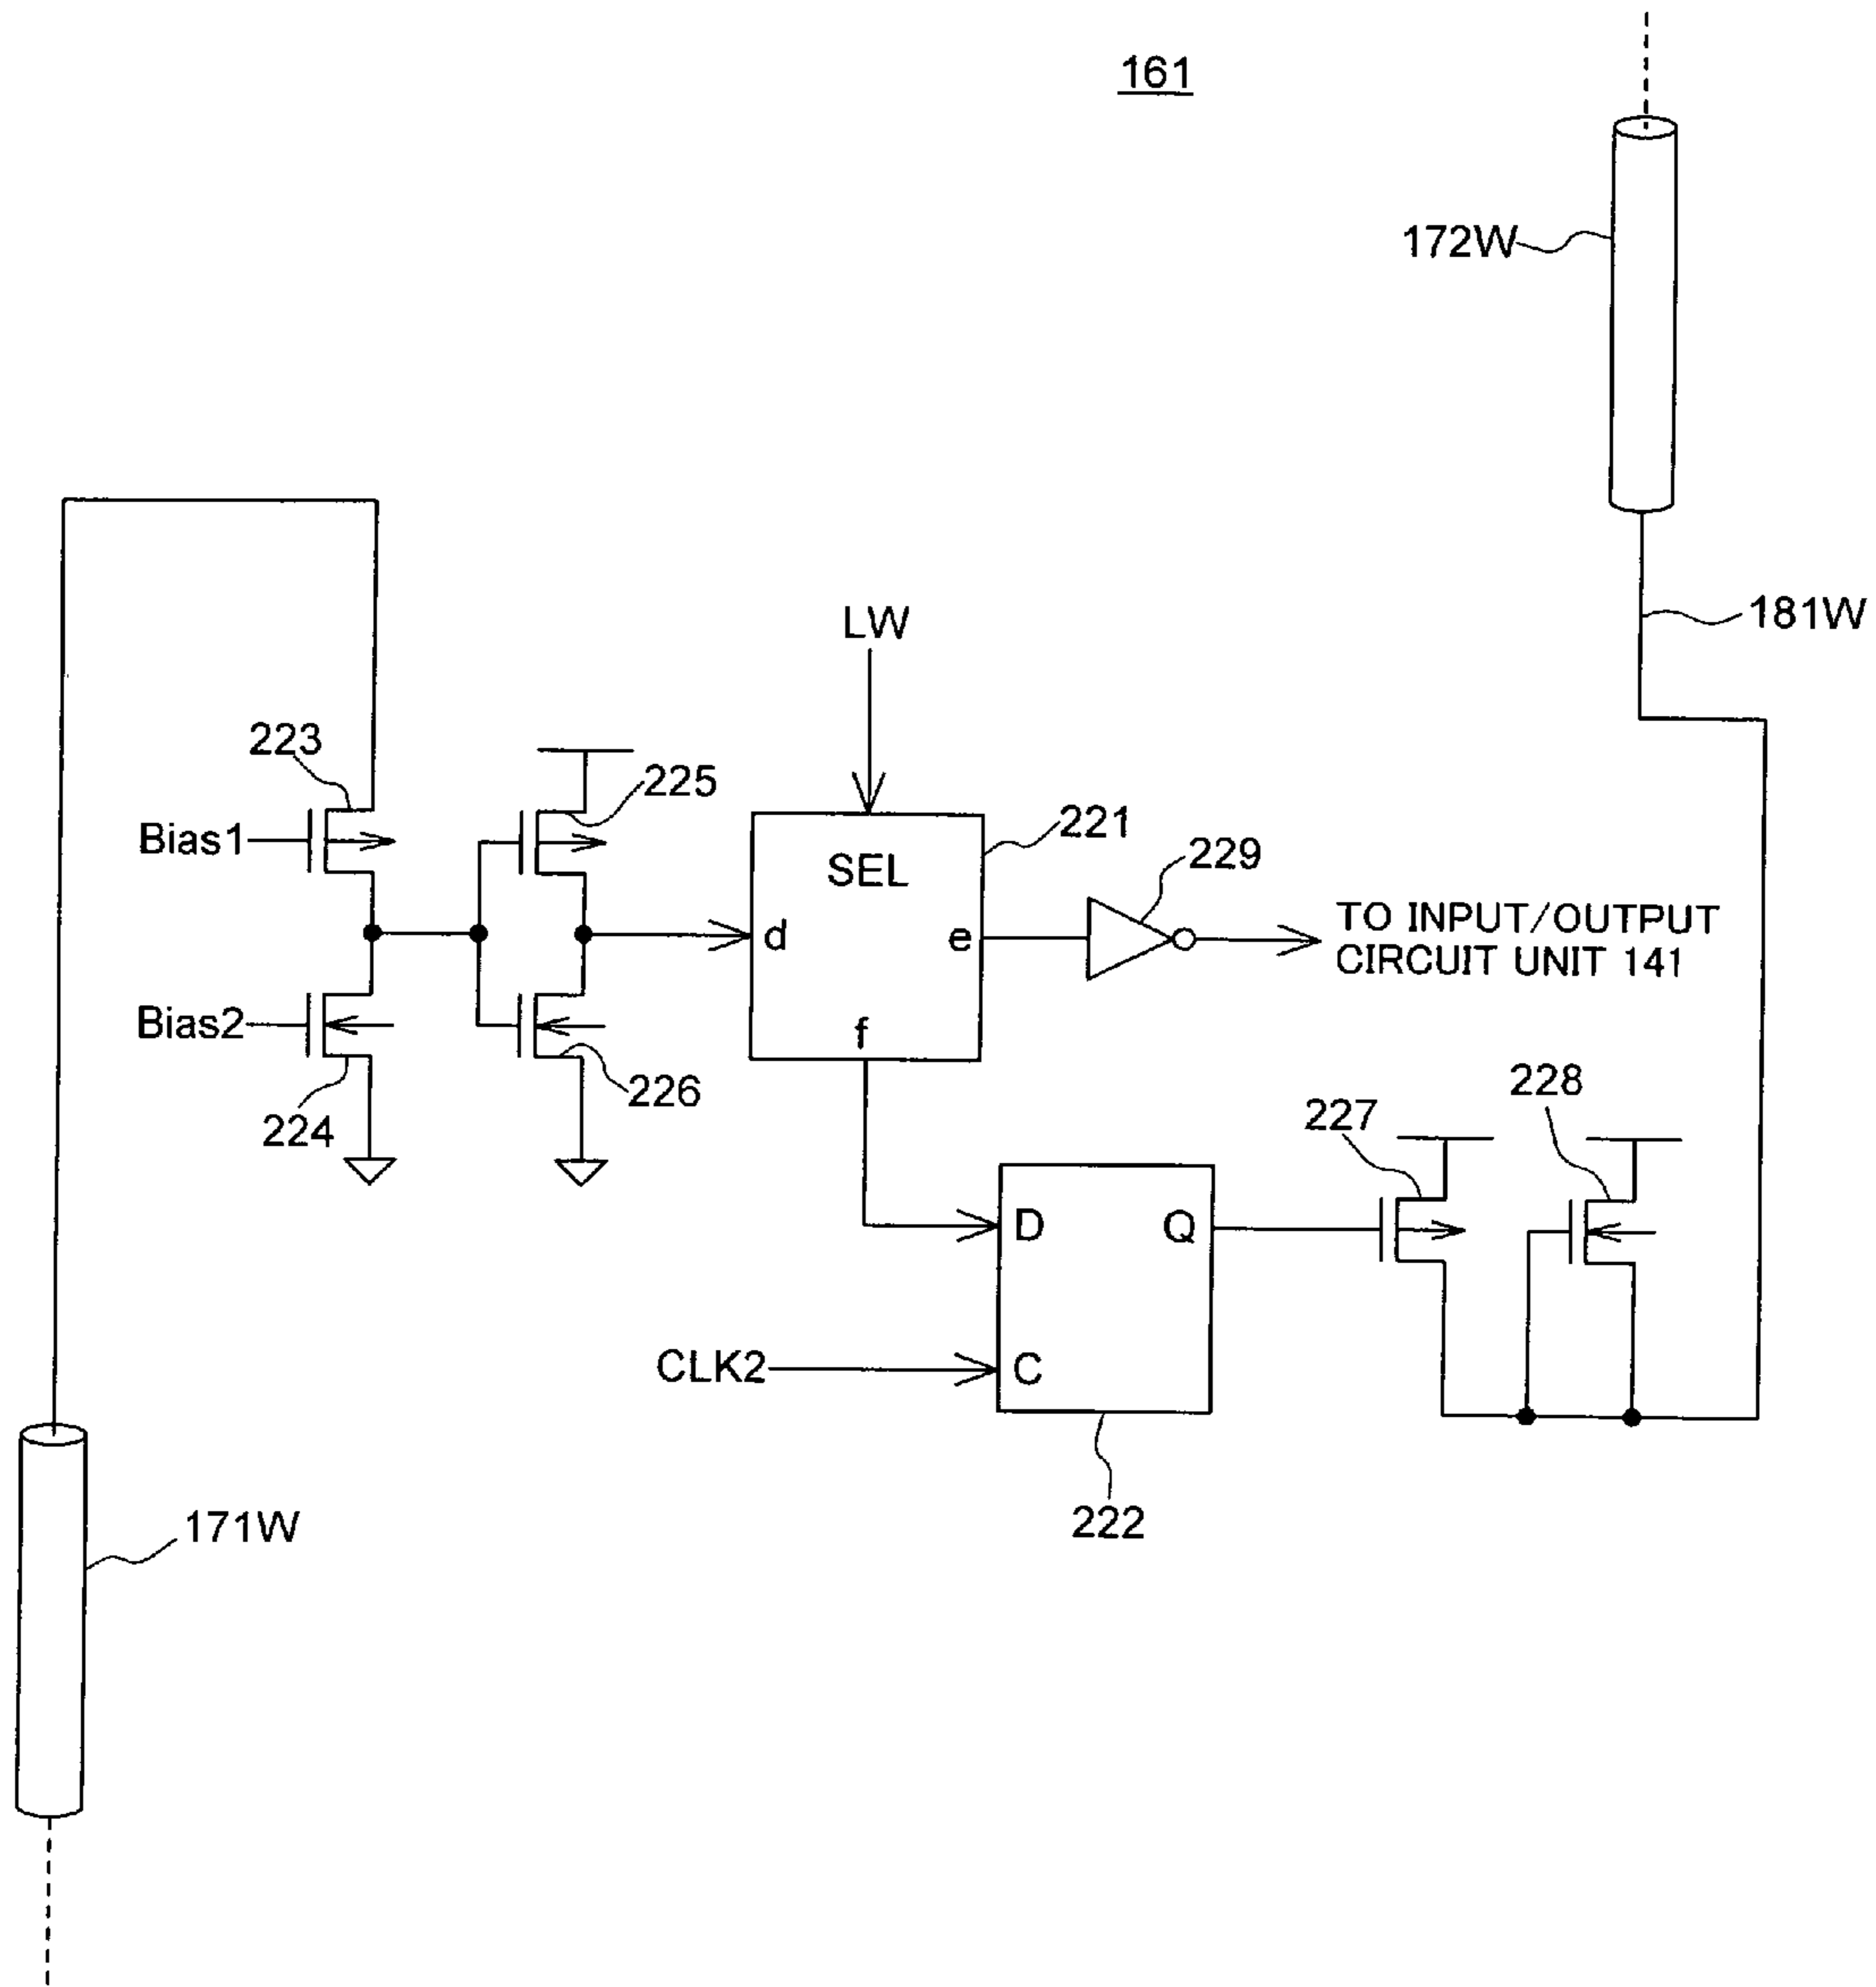 161
172W
181W
LW
223
225
Bias1
221
SEL
229
d
e
TO INPUT/OUTPUT
CIRCUIT UNIT 141
Bias2
f
226
224
228
227
D
Q
CLK2
C
222
171W